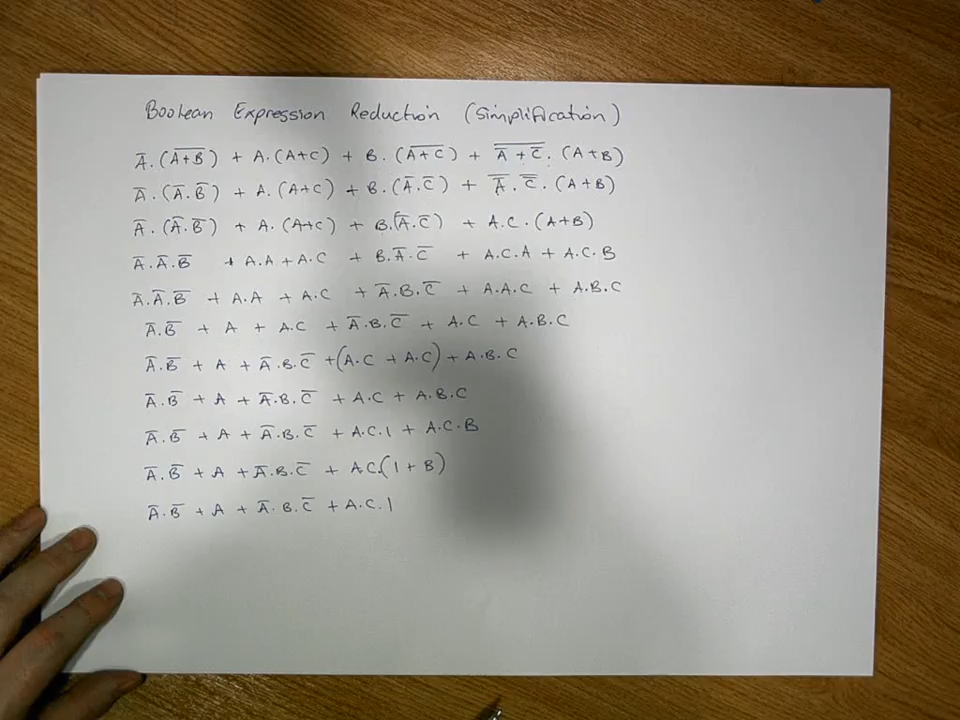 Boolean Expression Reduction (Simplification)
A̅.(A̅+̅B̅) + A.(A+C) + B.(A̅+̅C̅) + A̿ ̅+̅ C̿.(A+B)
A̅.(A̅.B̅) + A.(A+C) + B.(A̅.C̅) + A̿.C̿.(A+B)
A̅.(A̅.B̅) + A.(A+C) + B.(A̅.C̅) + A.C.(A+B)
A̅.A̅.B̅ + A.A + A.C + B.A̅.C̅ + A.C.A + A.C.B
A̅.A̅.B̅ + A.A + A.C + A̅.B.C̅ + A.A.C + A.B.C
A̅.B̅ + A + A.C + A̅.B.C̅ + A.C + A.B.C
A̅.B̅ + A + A̅.B.C̅ + (A.C + A.C) + A.B.C
A̅.B̅ + A + A̅.B.C̅ + A.C + A.B.C
A̅.B̅ + A + A̅.B.C̅ + A.C.1 + A.C.B
A̅.B̅ + A + A̅.B.C̅ + A.C.(1 + B)
A̅.B̅ + A + A̅.B.C̅ + A.C.1